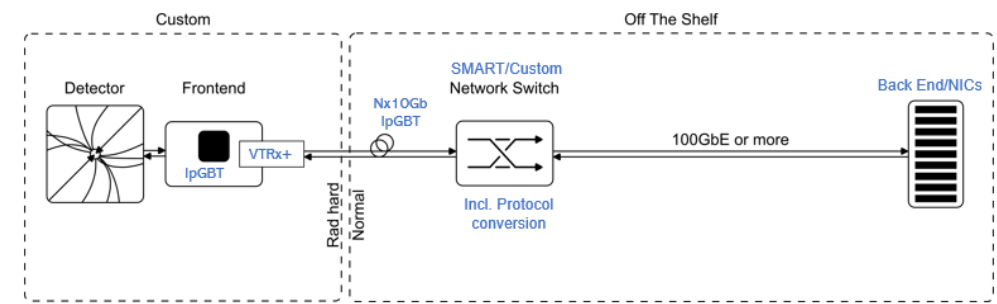 Custom
Off The Shelf
Detector
Frontend
lpGBT
VTRx+
Rad hard
Normal
Nx10Gb
lpGBT
SMART/Custom
Network Switch
Incl. Protocol
conversion
100GbE or more
Back End/NICs